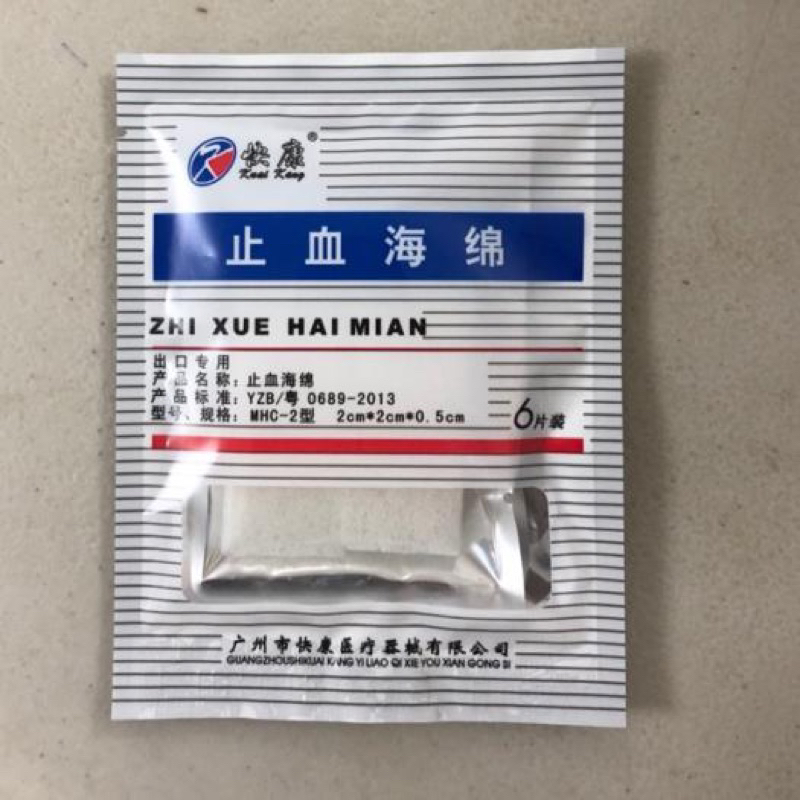 快康®
Kuai Kang
止血海绵
ZHI XUE HAI MIAN
出口专用
产品名称：止血海绵
产品标准：YZB/粤 0689-2013
型号、规格：MHC-2型 2cm*2cm*0.5cm
6片装
广州市快康医疗器械有限公司
GUANGZHOUSHIKUAI KANG YI LIAO QI XIE YOU XIAN GONG SI